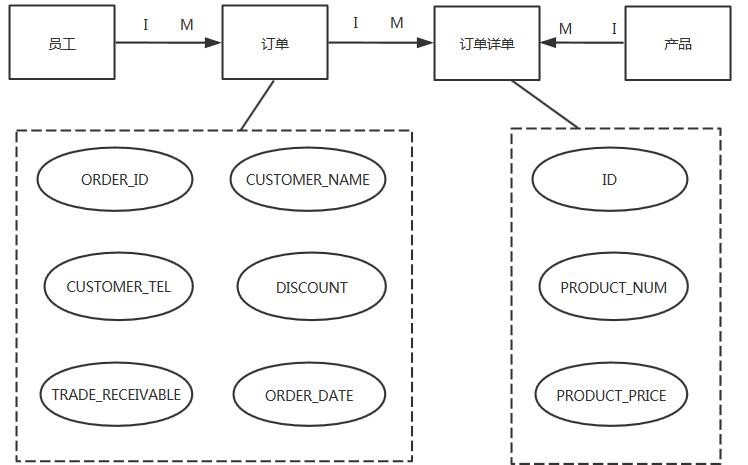 员工
I M
订单
I M
订单详单
M I
产品
ORDER_ID
CUSTOMER_NAME
CUSTOMER_TEL
DISCOUNT
TRADE_RECEIVABLE
ORDER_DATE
ID
PRODUCT_NUM
PRODUCT_PRICE